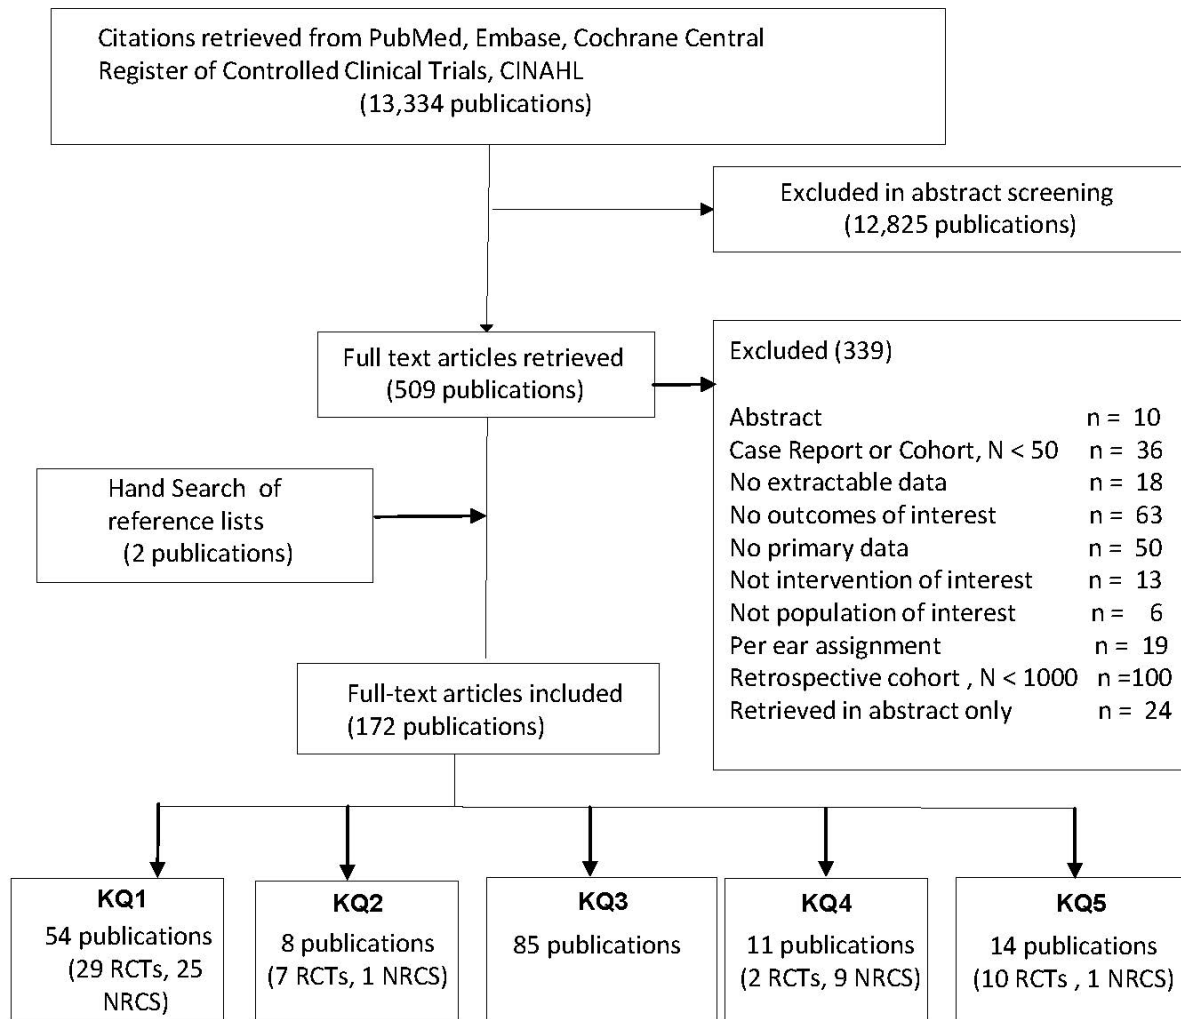 Citations retrieved from PubMed, Embase, Cochrane Central
Register of Controlled Clinical Trials, CINAHL
(13,334 publications)
Excluded in abstract screening
(12,825 publications)
Full text articles retrieved
(509 publications)
Excluded (339)
Abstract n = 10
Case Report or Cohort, N < 50 n = 36
No extractable data n = 18
No outcomes of interest n = 63
No primary data n = 50
Not intervention of interest n = 13
Not population of interest n = 6
Per ear assignment n = 19
Retrospective cohort , N < 1000 n =100
Retrieved in abstract only n = 24
Hand Search of
reference lists
(2 publications)
Full-text articles included
(172 publications)
KQ1
54 publications
(29 RCTs, 25
NRCS)
KQ2
8 publications
(7 RCTs, 1 NRCS)
KQ3
85 publications
KQ4
11 publications
(2 RCTs, 9 NRCS)
KQ5
14 publications
(10 RCTs , 1 NRCS)